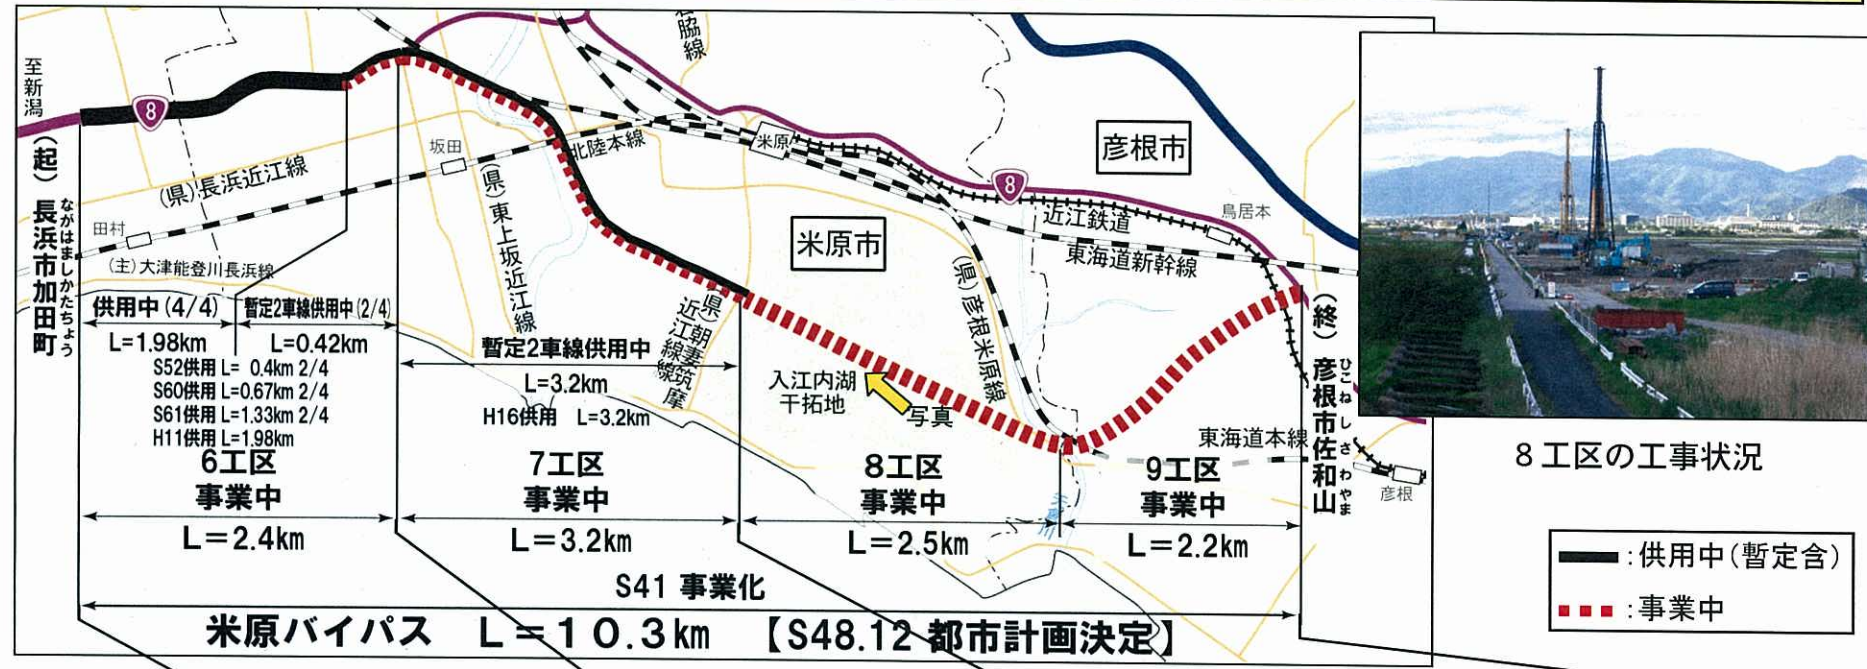 至新潟
8
(起)長浜市加田町
ながはましかたちょう
田村
(県)長浜近江線
(主)大津能登川長浜線
坂田
北陸本線
(県)東上坂近江線
脇線
米原
米原市
彦根市
8
近江鉄道
東海道新幹線
鳥居本
(県)彦根米原線
(県)朝妻筑摩
近江線
入江内湖
干拓地
写真
東海道本線
彦根
(終)彦根市佐和山
ひこねしさわやま
供用中(4/4)
L=1.98km
暫定2車線供用中(2/4)
L=0.42km
S52供用 L= 0.4km 2/4
S60供用 L=0.67km 2/4
S61供用 L=1.33km 2/4
H11供用 L=1.98km
6工区
事業中
L=2.4km
暫定2車線供用中
L=3.2km
H16供用 L=3.2km
7工区
事業中
L=3.2km
8工区
事業中
L=2.5km
9工区
事業中
L=2.2km
S41 事業化
米原バイパス L=10.3km 【S48.12 都市計画決定】
8工区の工事状況
:供用中(暫定含)
:事業中